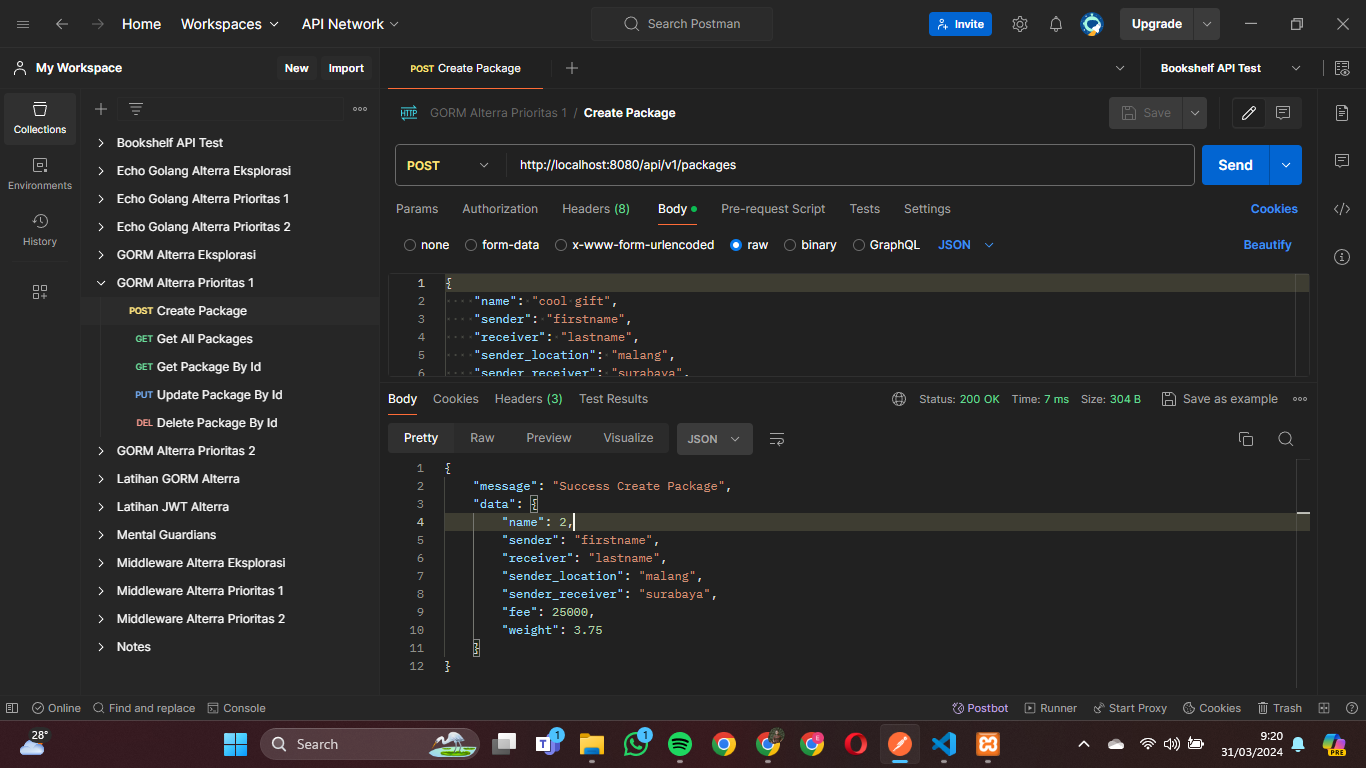 Home Workspaces API Network Search Postman Invite Upgrade
My Workspace New Import POST Create Package Bookshelf API Test
Collections
Environments
History
Bookshelf API Test
Echo Golang Alterra Eksplorasi
Echo Golang Alterra Prioritas 1
Echo Golang Alterra Prioritas 2
GORM Alterra Eksplorasi
GORM Alterra Prioritas 1
POST Create Package
GET Get All Packages
GET Get Package By Id
PUT Update Package By Id
DEL Delete Package By Id
GORM Alterra Prioritas 2
Latihan GORM Alterra
Latihan JWT Alterra
Mental Guardians
Middleware Alterra Eksplorasi
Middleware Alterra Prioritas 1
Middleware Alterra Prioritas 2
Notes
HTTP GORM Alterra Prioritas 1 / Create Package Save
POST http://localhost:8080/api/v1/packages Send
Params Authorization Headers (8) Body Pre-request Script Tests Settings Cookies
none form-data x-www-form-urlencoded raw binary GraphQL JSON Beautify
1 {
2 "name": "cool gift",
3 "sender": "firstname",
4 "receiver": "lastname",
5 "sender_location": "malang",
6 "sender_receiver": "surabaya",
Body Cookies Headers (3) Test Results Status: 200 OK Time: 7 ms Size: 304 B Save as example
Pretty Raw Preview Visualize JSON
1 {
2 "message": "Success Create Package",
3 "data": {
4 "name": 2,
5 "sender": "firstname",
6 "receiver": "lastname",
7 "sender_location": "malang",
8 "sender_receiver": "surabaya",
9 "fee": 25000,
10 "weight": 3.75
11 }
12 }
Online Find and replace Console Postbot Runner Start Proxy Cookies Trash
28° Search 1 1 9:20
31/03/2024
PRE